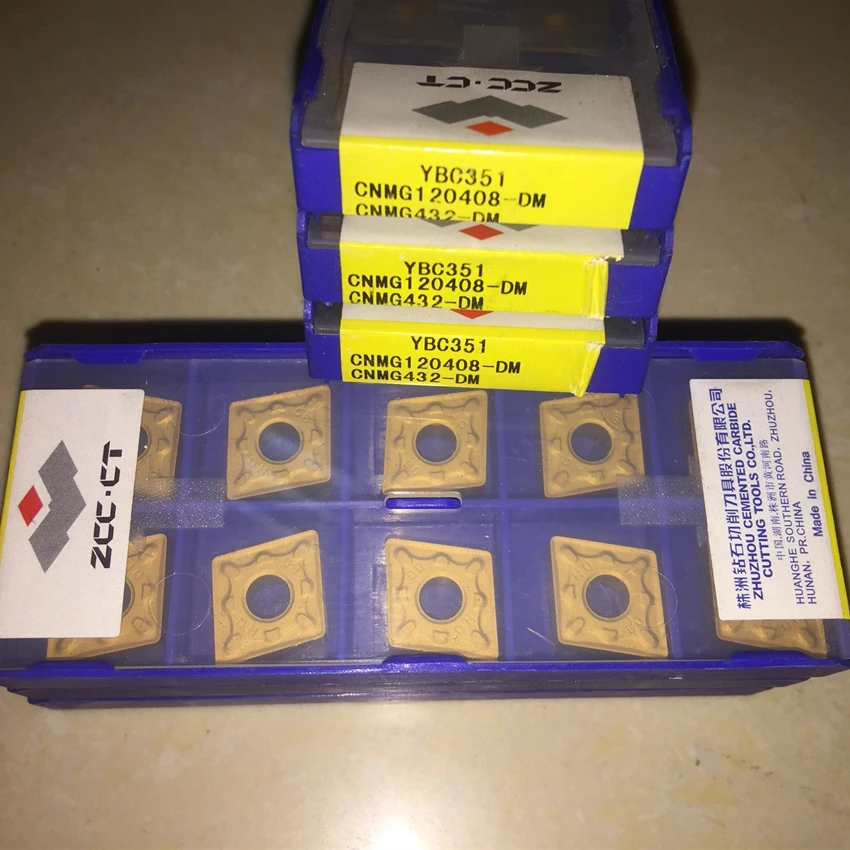 ZCC·CT
YBC351
CNMG120408-DM
CNMG432-DM
YBC351
CNMG120408-DM
CNMG432-DM
YBC351
CNMG120408-DM
CNMG432-DM
ZCC·CT
株洲钻石切削刀具股份有限公司
ZHUZHOU CEMENTED CARBIDE
CUTTING TOOLS CO.,LTD.
中国.湖南.株洲市黄河南路
HUANGHE SOUTHERN ROAD, ZHUZHOU,
HUNAN, PR.CHINA
Made In China